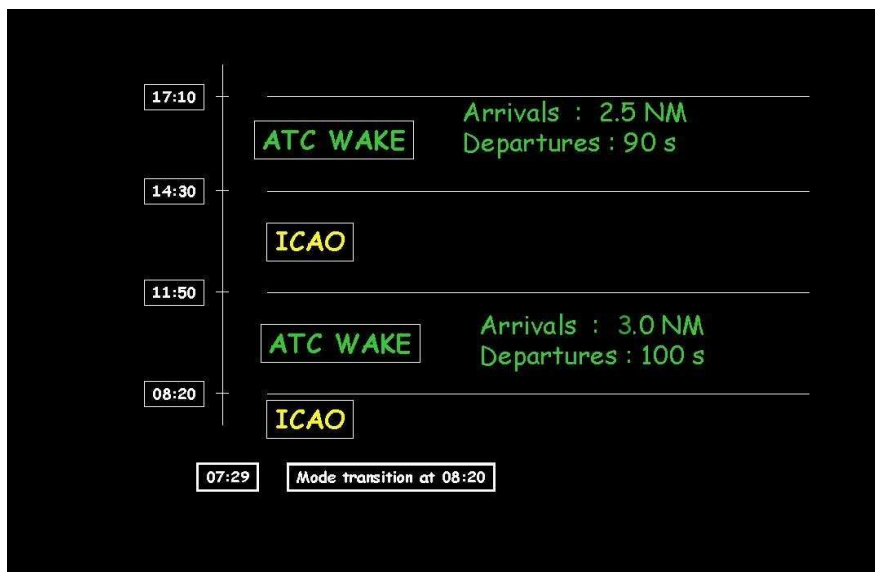 17:10
Arrivals : 2.5 NM
ATC WAKE
Departures : 90 s
14:30
ICAO
11:50
Arrivals : 3.0 NM
ATC WAKE
Departures : 100 s
08:20
ICAO
07:29
Mode transition at 08:20